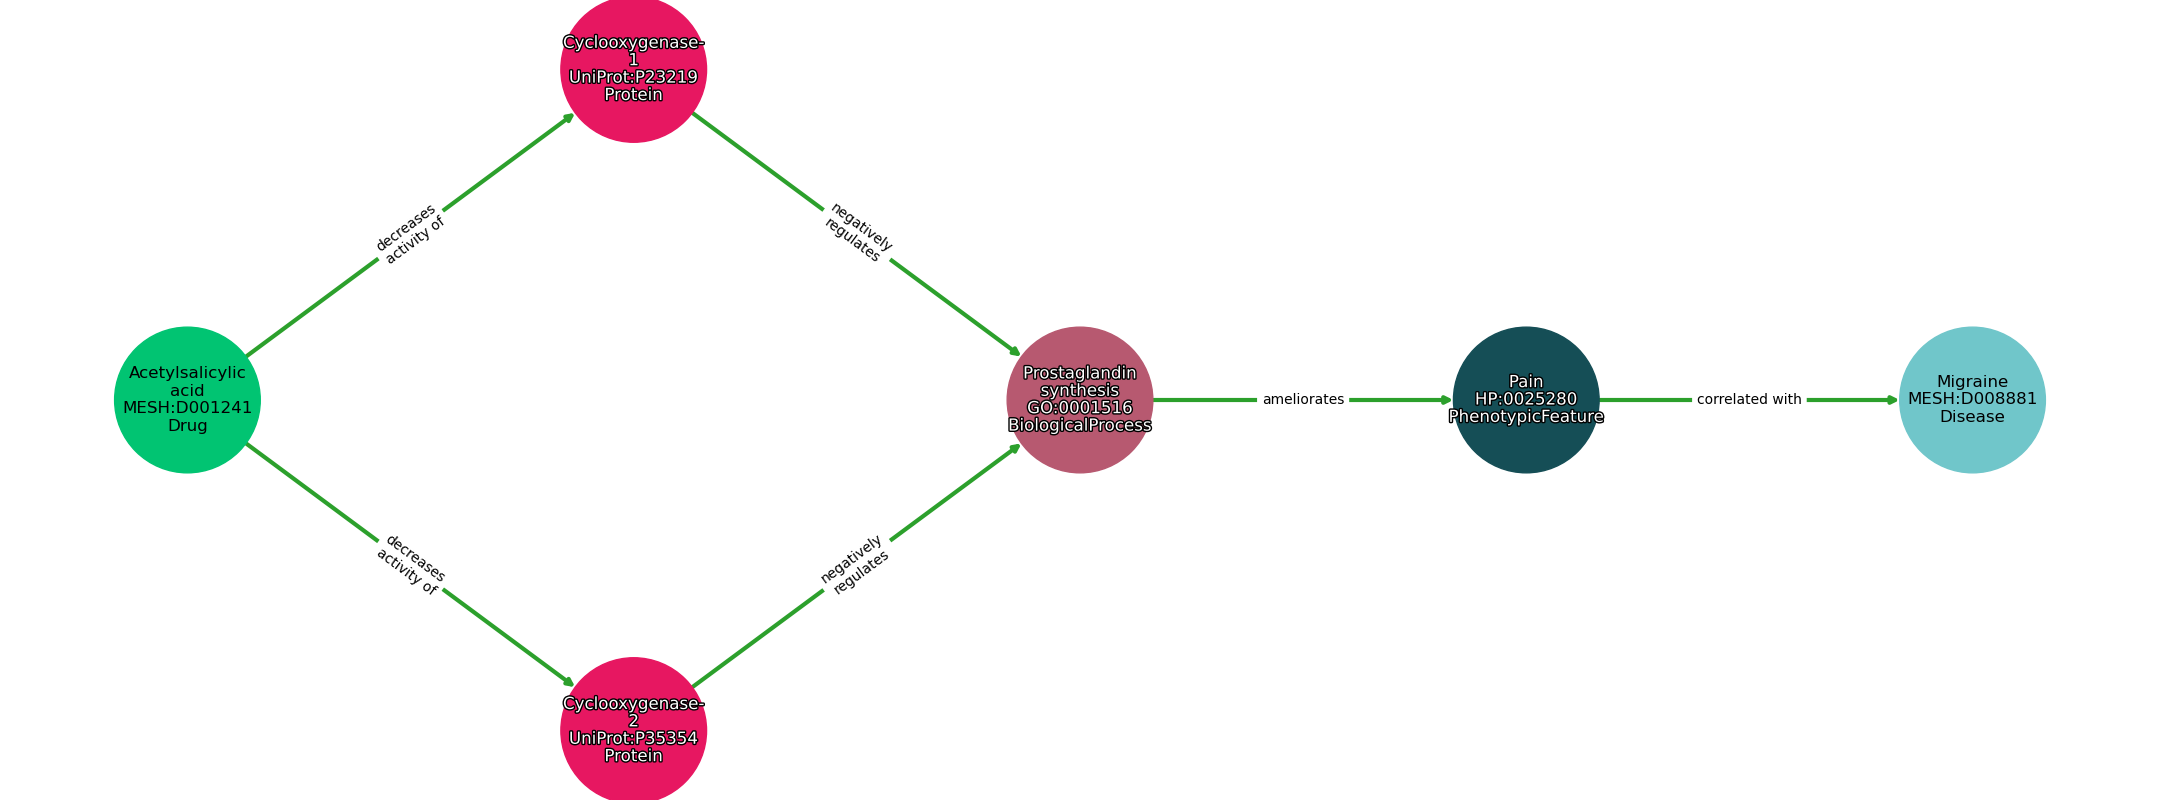 Cyclooxygenase-
1
UniProt:P23219
Protein
decreases
activity of
negatively
regulates
Acetylsalicylic
acid
MESH:D001241
Drug
Prostaglandin
synthesis
GO:0001516
BiologicalProcess
ameliorates
Pain
HP:0025280
PhenotypicFeature
correlated with
Migraine
MESH:D008881
Disease
decreases
activity of
negatively
regulates
Cyclooxygenase-
2
UniProt:P35354
Protein